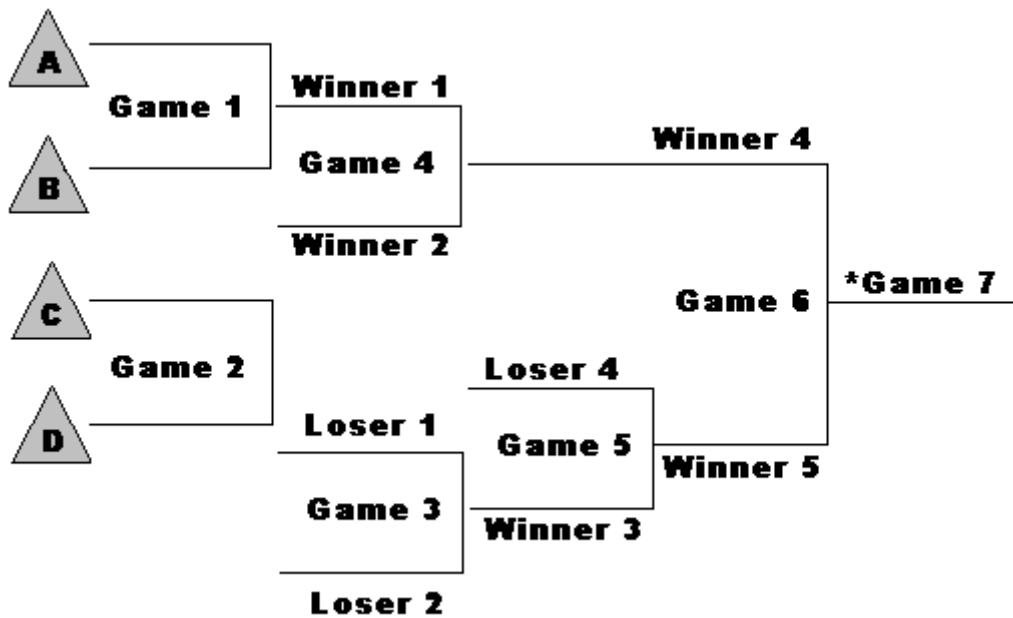 A
Game 1
B
Winner 1
Game 4
Winner 2
Winner 4
C
Game 2
D
Game 6
*Game 7
Loser 4
Game 5
Winner 5
Loser 1
Game 3
Winner 3
Loser 2